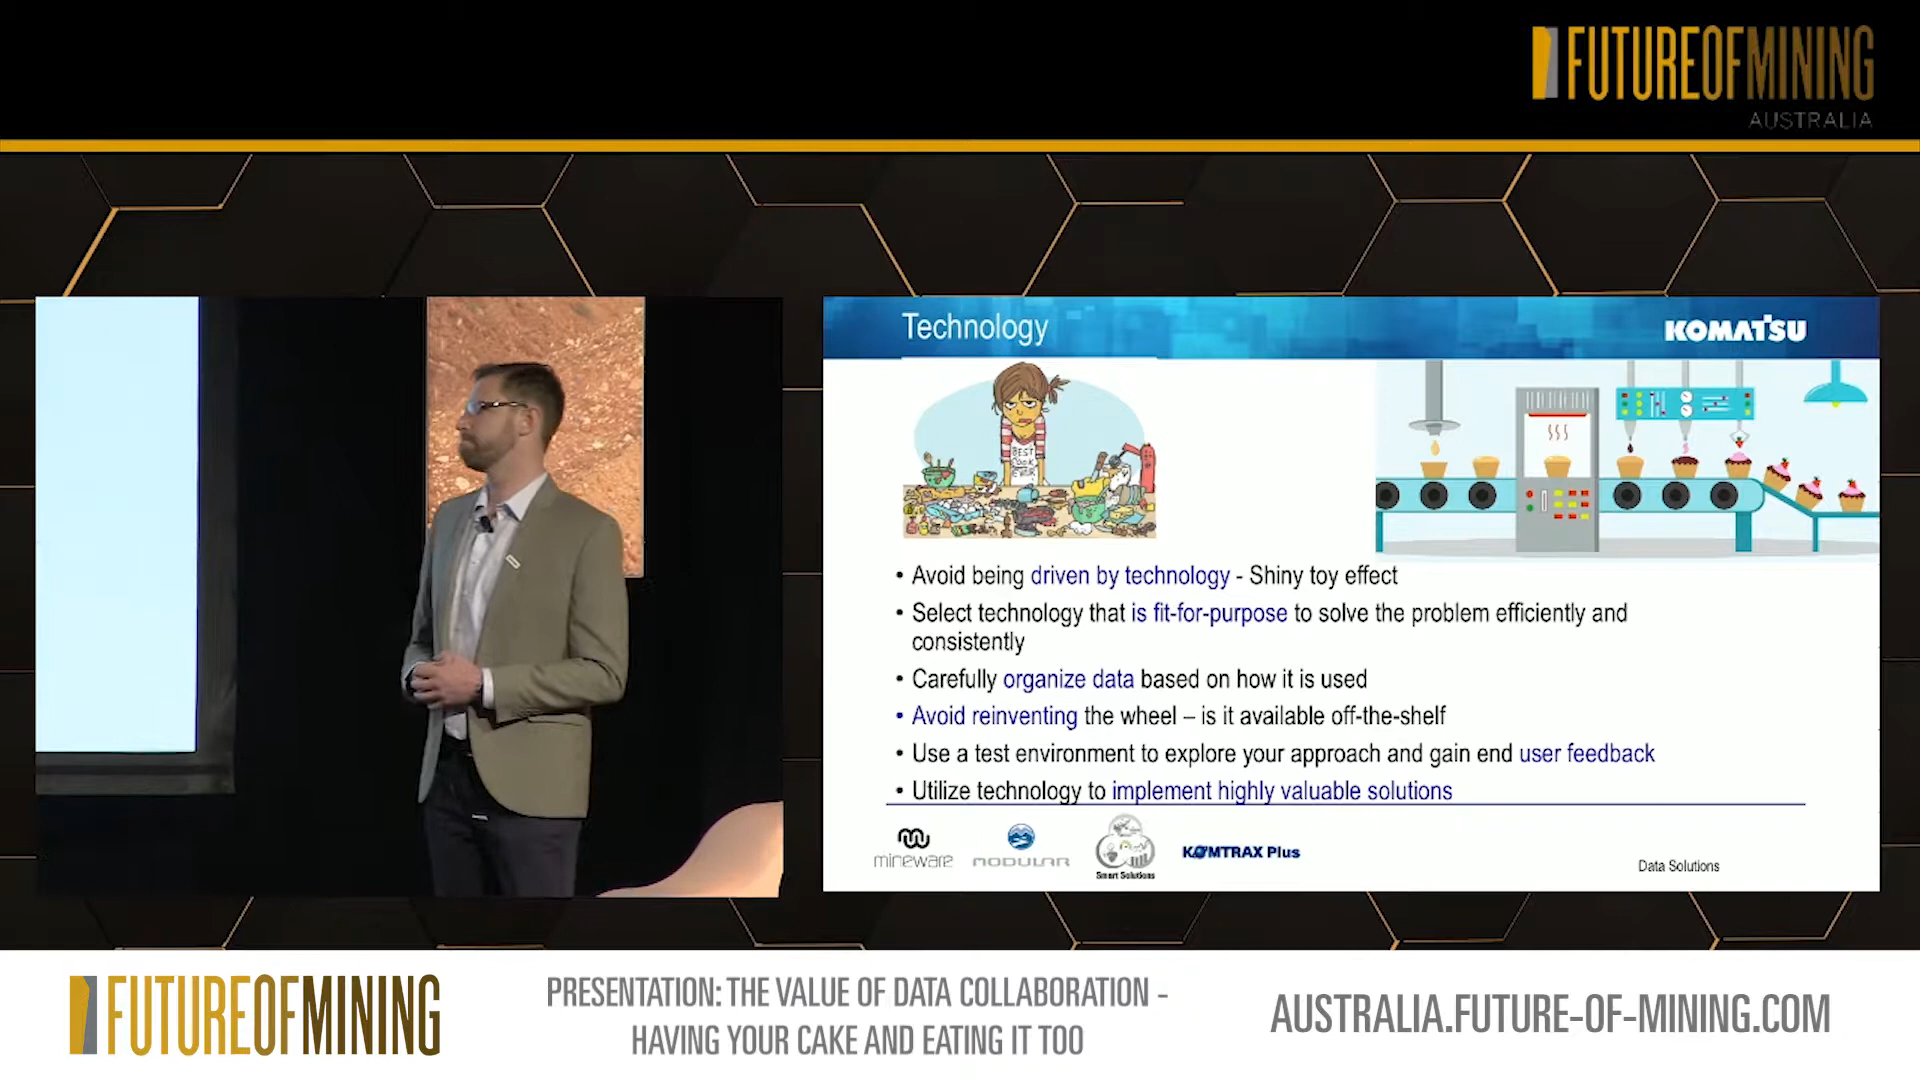 FUTUREOFMINING
AUSTRALIA
Technology
KOMATSU
BEST
COOK
EVER
• Avoid being driven by technology - Shiny toy effect
• Select technology that is fit-for-purpose to solve the problem efficiently and
consistently
• Carefully organize data based on how it is used
• Avoid reinventing the wheel – is it available off-the-shelf
• Use a test environment to explore your approach and gain end user feedback
• Utilize technology to implement highly valuable solutions
mineware
MODULAR
Smart Solutions
KOMTRAX Plus
Data Solutions
FUTUREOFMINING
PRESENTATION: THE VALUE OF DATA COLLABORATION -
HAVING YOUR CAKE AND EATING IT TOO
AUSTRALIA.FUTURE-OF-MINING.COM